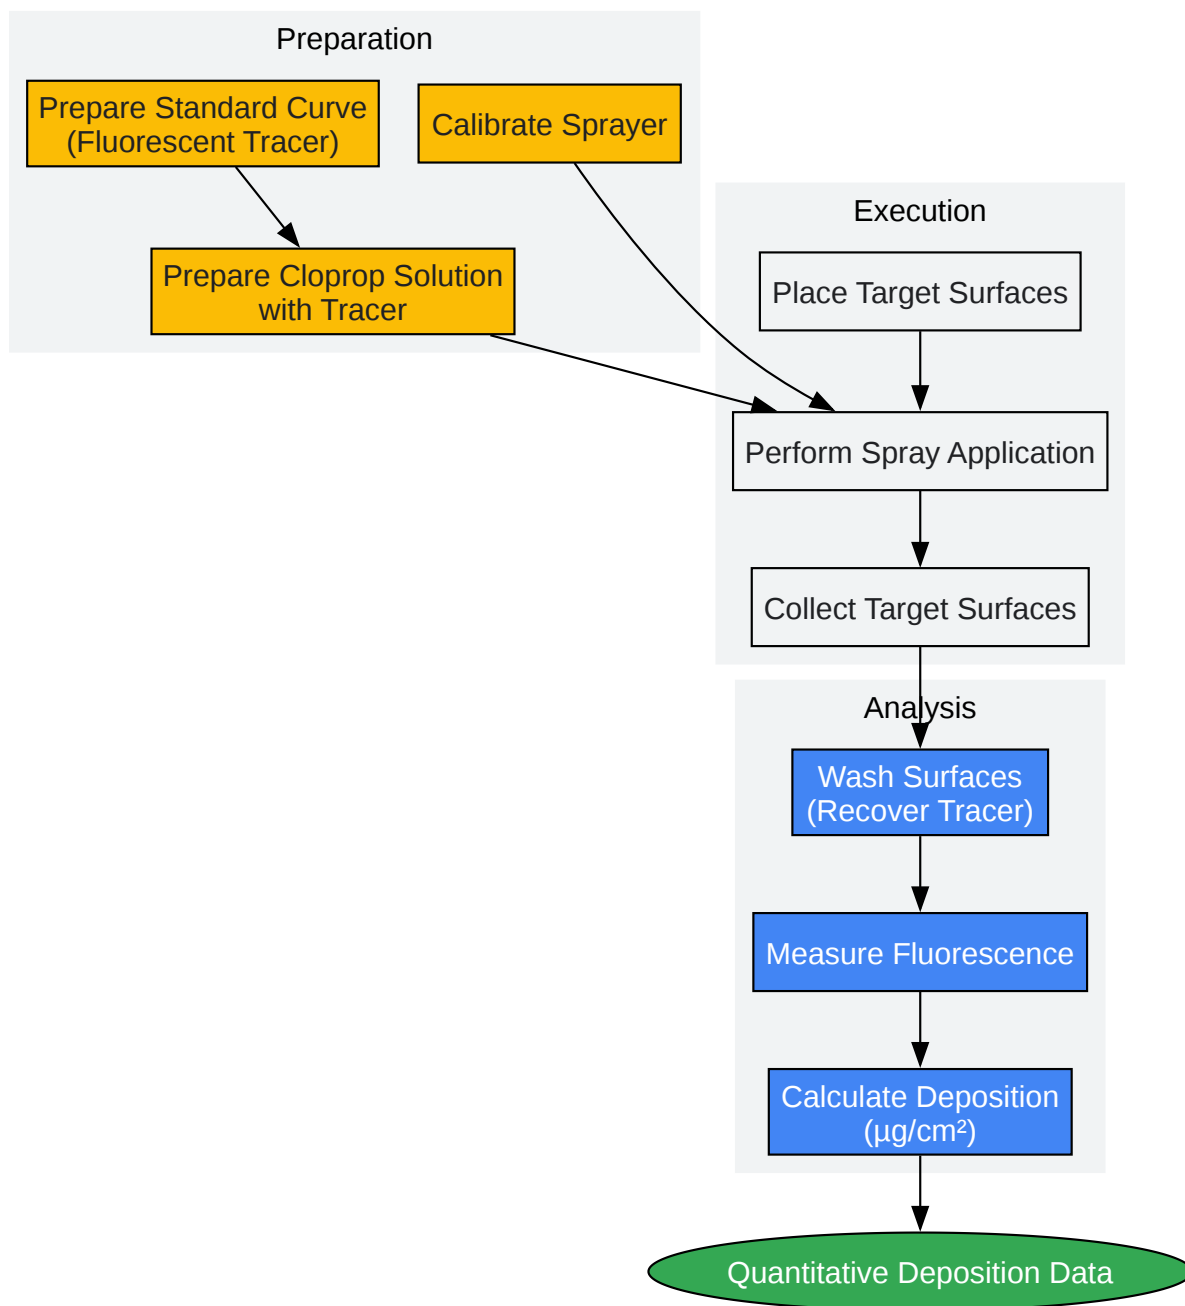 Preparation
Prepare Standard Curve
(Fluorescent Tracer)
Calibrate Sprayer
Prepare Cloprop Solution
with Tracer
Execution
Place Target Surfaces
Perform Spray Application
Collect Target Surfaces
Analysis
Wash Surfaces
(Recover Tracer)
Measure Fluorescence
Calculate Deposition
(µg/cm²)
Quantitative Deposition Data